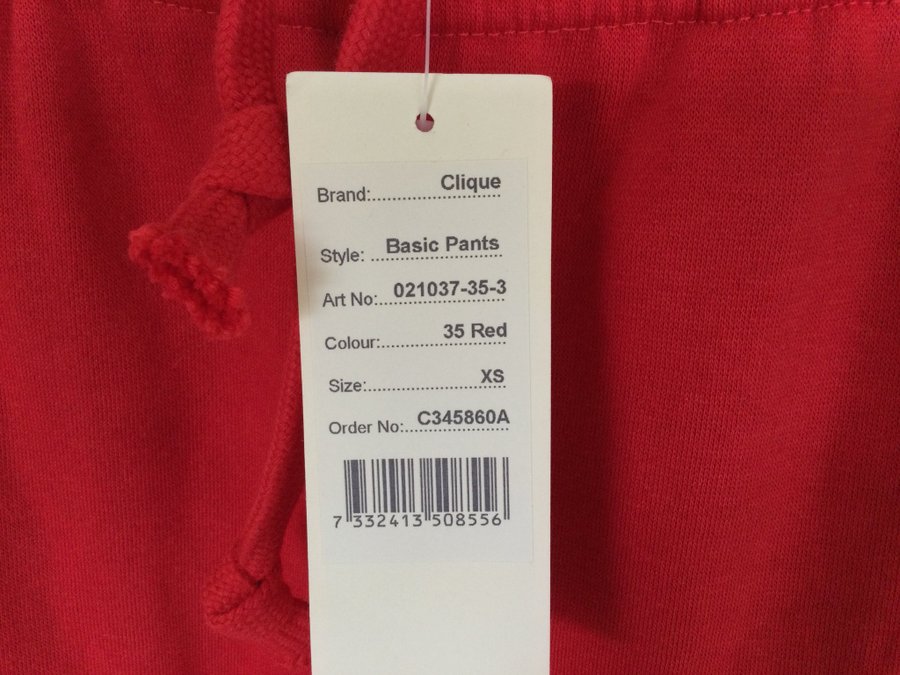 Brand:..................Clique
Style: ..................Basic Pants
Art No:..................021037-35-3
Colour:..................35 Red
Size:..................XS
Order No:..................C345860A
7 332413 508556